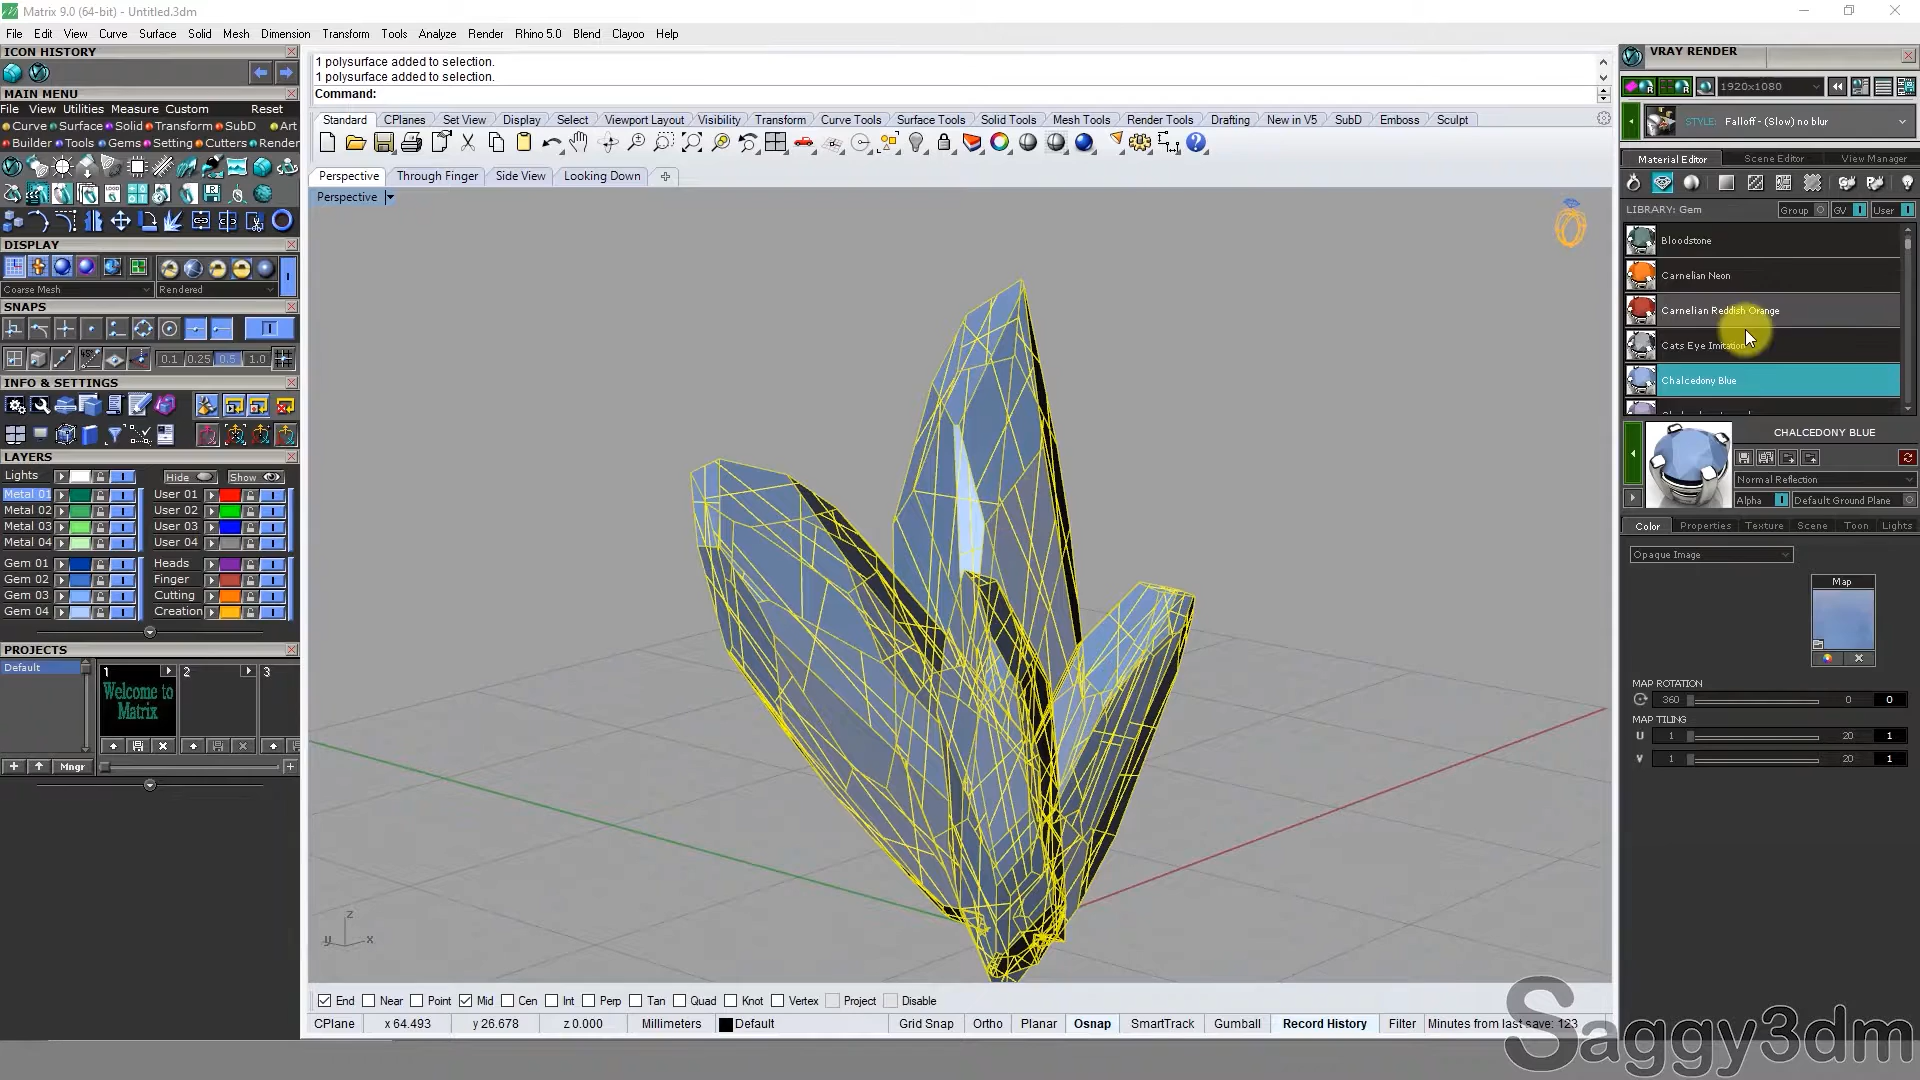 Matrix 9.0 (64-bit) - Untitled.3dm
File Edit View Curve Surface Solid Mesh Dimension Transform Tools Analyze Render Rhino 5.0 Blend Clayoo Help
ICON HISTORY
MAIN MENU
File View Utilities Measure Custom Reset
Curve Surface Solid Transform SubD Art
Builder Tools Gems Setting Cutters Render
DISPLAY
Coarse Mesh Rendered
SNAPS
0.1 0.25 0.5 1.0
INFO & SETTINGS
LAYERS
Lights Hide Show
Metal 01 User 01
Metal 02 User 02
Metal 03 User 03
Metal 04 User 04
Gem 01 Heads
Gem 02 Finger
Gem 03 Cutting
Gem 04 Creation
PROJECTS
Default 1 2 3
Welcome to
Matrix
Mngr
1 polysurface added to selection.
1 polysurface added to selection.
Command:
Standard CPlanes Set View Display Select Viewport Layout Visibility Transform Curve Tools Surface Tools Solid Tools Mesh Tools Render Tools Drafting New in V5 SubD Emboss Sculpt
Perspective Through Finger Side View Looking Down
Perspective
z
y x
End Near Point Mid Cen Int Perp Tan Quad Knot Vertex Project Disable
CPlane x 64.493 y 26.678 z 0.000 Millimeters Default Grid Snap Ortho Planar Osnap SmartTrack Gumball Record History Filter Minutes from last save: 123
VRAY RENDER
1920x1080
STYLE: Falloff - (Slow) no blur
Material Editor Scene Editor View Manager
LIBRARY: Gem Group GV User
Bloodstone
Carnelian Neon
Carnelian Reddish Orange
Cats Eye Imitation
Chalcedony Blue
CHALCEDONY BLUE
Normal Reflection
Alpha Default Ground Plane
Color Properties Texture Scene Toon Lights
Opaque Image
Map
MAP ROTATION
360 0 0
MAP TILING
U 1 20 1
V 1 20 1
Saggy3dm